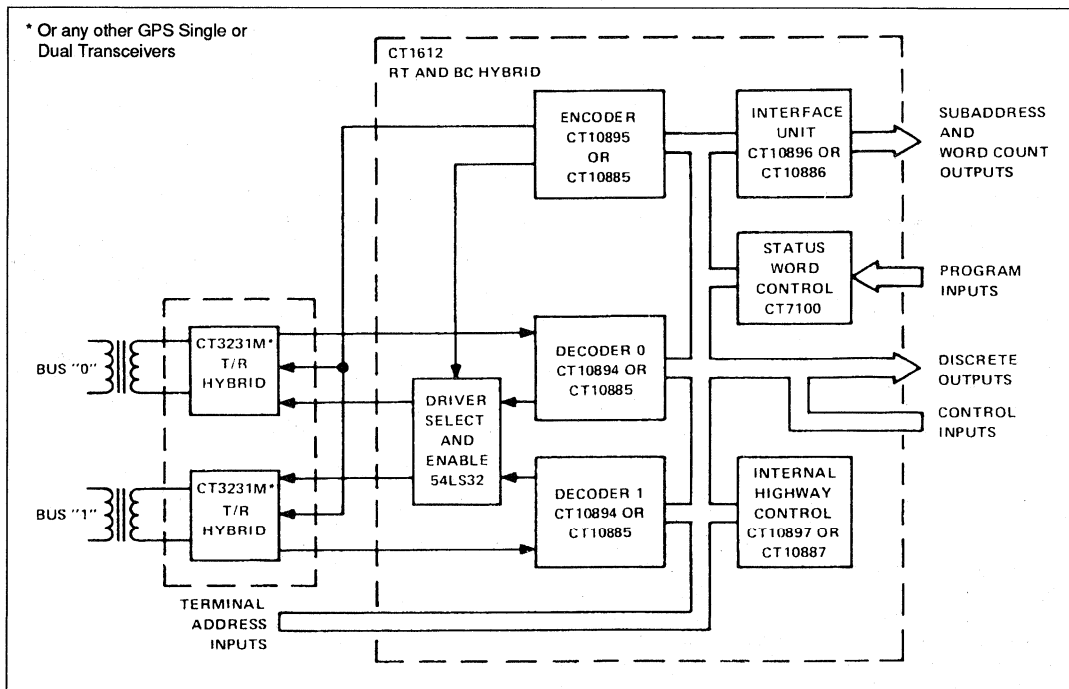 * Or any other GPS Single or
Dual Transceivers
CT1612
RT AND BC HYBRID
ENCODER
CT10895
OR
CT10885
INTERFACE
UNIT
CT10896 OR
CT10886
SUBADDRESS
AND
WORD COUNT
OUTPUTS
STATUS
WORD
CONTROL
CT7100
PROGRAM
INPUTS
BUS "0"
CT3231M*
T/R
HYBRID
DECODER 0
CT10894 OR
CT10885
DISCRETE
OUTPUTS
CONTROL
INPUTS
DRIVER
SELECT
AND
ENABLE
54LS32
BUS "1"
CT3231M*
T/R
HYBRID
DECODER 1
CT10894 OR
CT10885
INTERNAL
HIGHWAY
CONTROL
CT10897 OR
CT10887
TERMINAL
ADDRESS
INPUTS